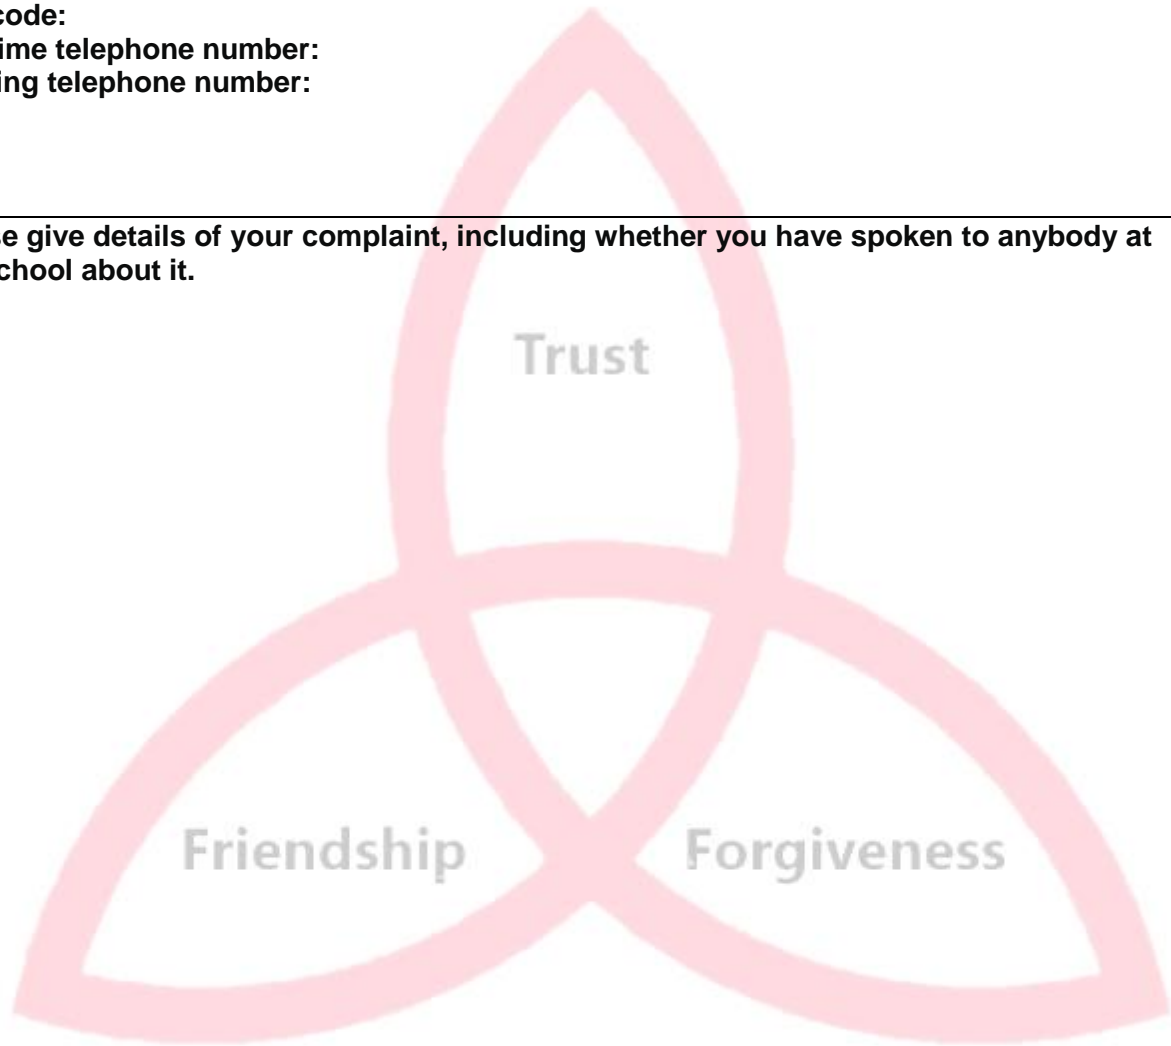 code:
ime telephone number:
ing telephone number:
se give details of your complaint, including whether you have spoken to anybody at
chool about it.
Trust
Friendship Forgiveness